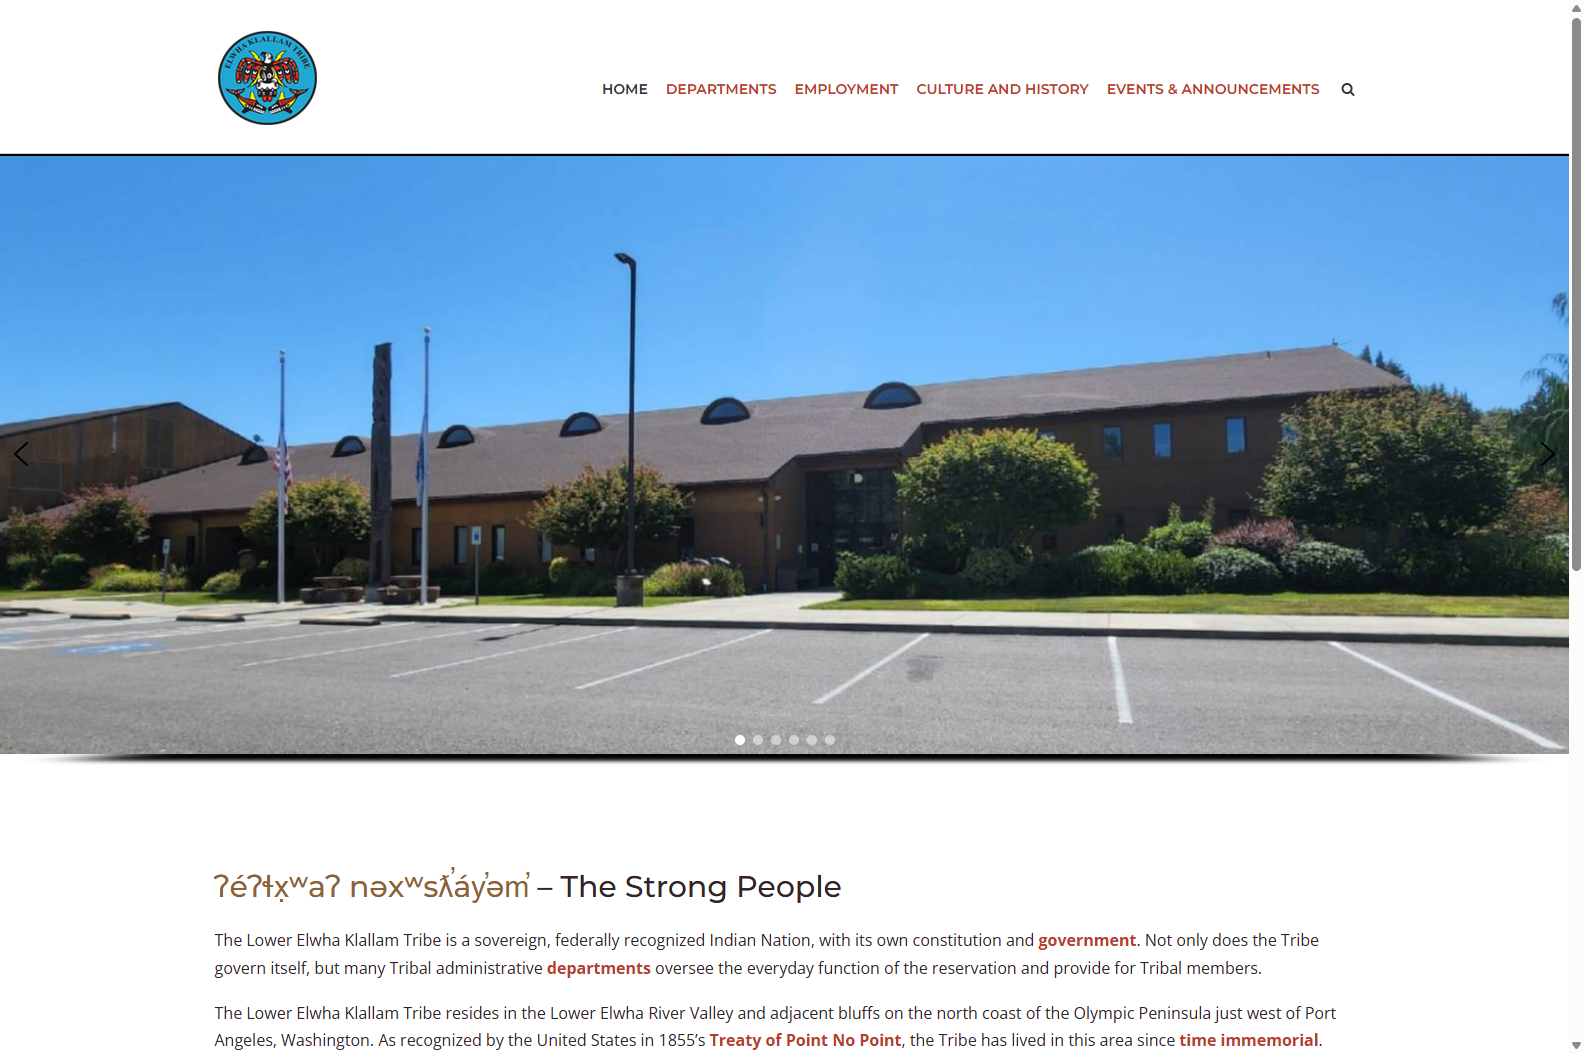 ELWHA KLALLAM TRIBE
HOME DEPARTMENTS EMPLOYMENT CULTURE AND HISTORY EVENTS & ANNOUNCEMENTS
ʔéʔɬx̣ʷaʔ nəxʷsƛ̕áy̕əm̕ – The Strong People
The Lower Elwha Klallam Tribe is a sovereign, federally recognized Indian Nation, with its own constitution and government. Not only does the Tribe
govern itself, but many Tribal administrative departments oversee the everyday function of the reservation and provide for Tribal members.
The Lower Elwha Klallam Tribe resides in the Lower Elwha River Valley and adjacent bluffs on the north coast of the Olympic Peninsula just west of Port
Angeles, Washington. As recognized by the United States in 1855’s Treaty of Point No Point, the Tribe has lived in this area since time immemorial.